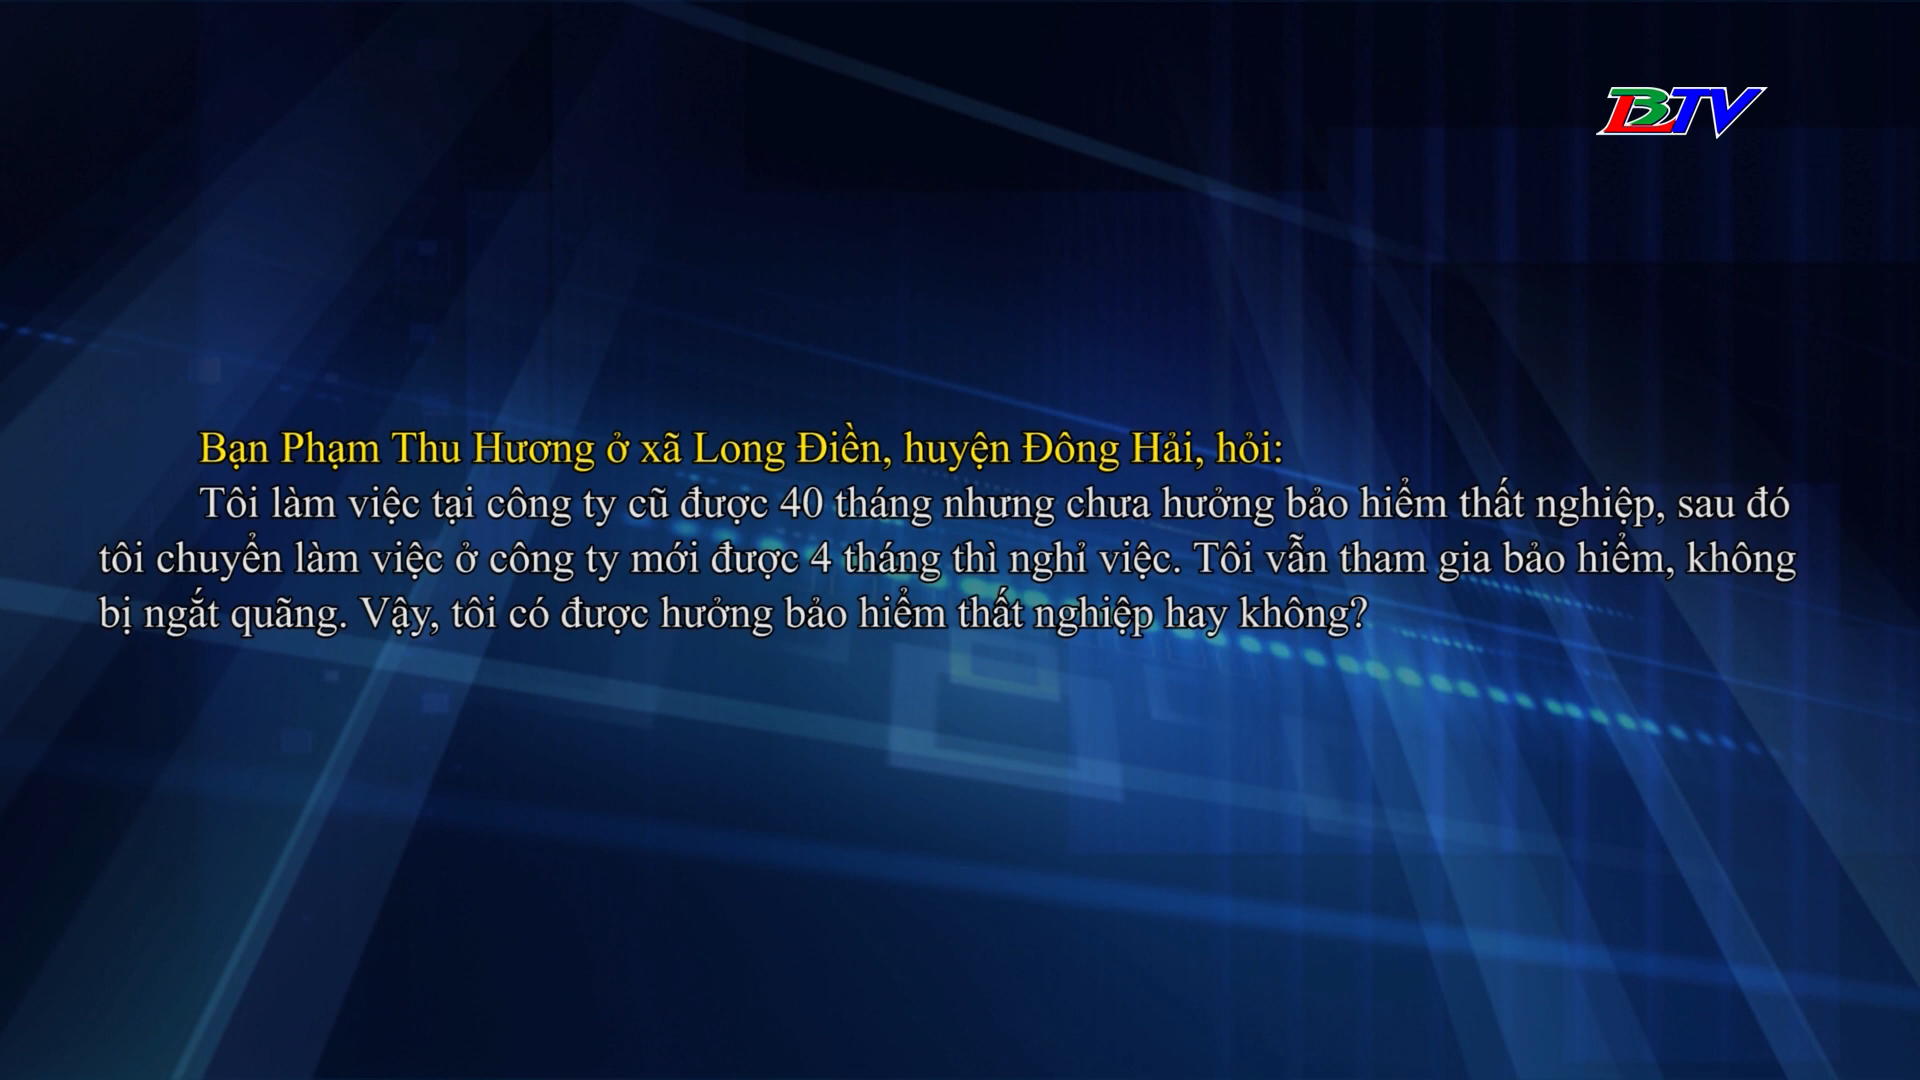 BTV
Bạn Phạm Thu Hương ở xã Long Điền, huyện Đông Hải, hỏi:
Tôi làm việc tại công ty cũ được 40 tháng nhưng chưa hưởng bảo hiểm thất nghiệp, sau đó
tôi chuyển làm việc ở công ty mới được 4 tháng thì nghỉ việc. Tôi vẫn tham gia bảo hiểm, không
bị ngắt quãng. Vậy, tôi có được hưởng bảo hiểm thất nghiệp hay không?